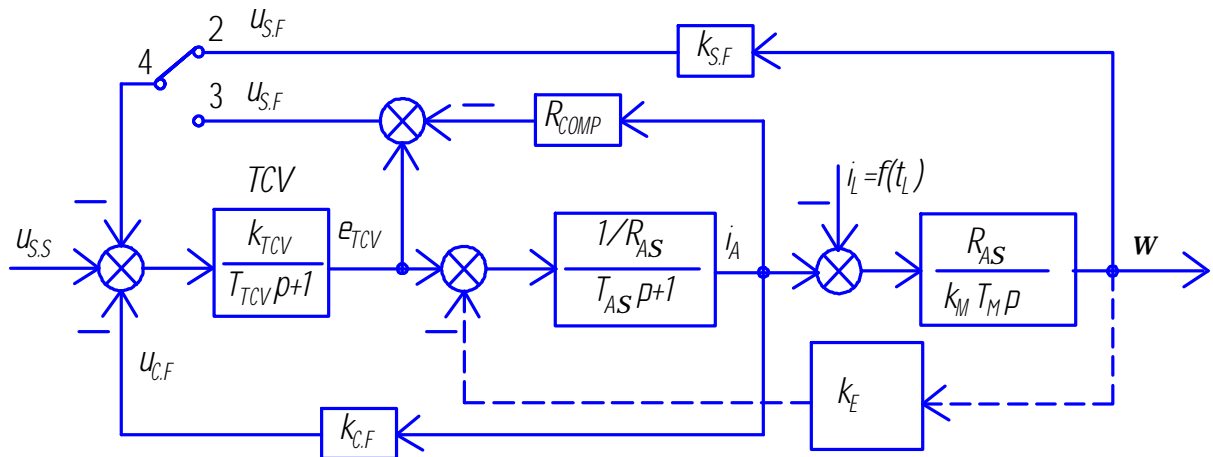 2 u_S.F
k_S.F
4
3 u_S.F
R_COMP
TCV
i_L=f(t_L)
u_S.S
k_TCV
T_TCV p+1
e_TCV
1/R_AS
T_AS p+1
i_A
R_AS
k_M T_M p
w
u_C.F
k_E
k_C.F